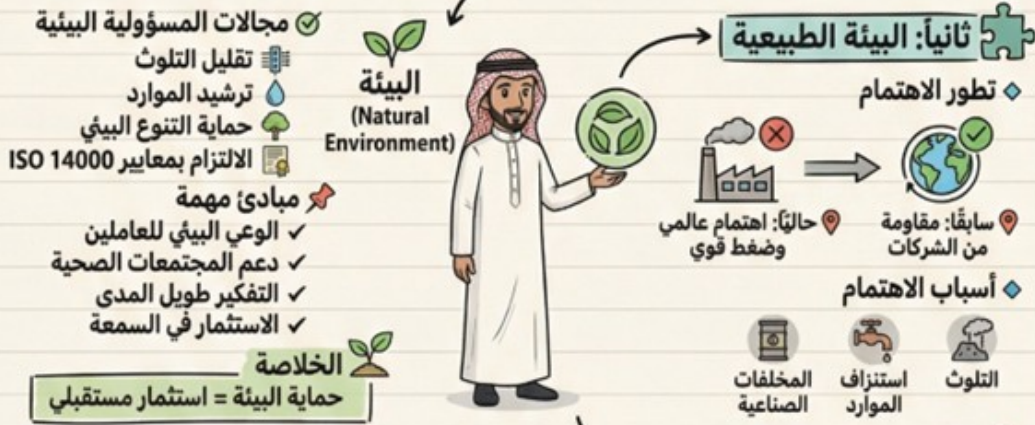 ثانياً: البيئة الطبيعية
تطور الاهتمام
سابقًا: مقاومة
من الشركات
حاليًا: اهتمام عالمي
وضغط قوي
أسباب الاهتمام
التلوث
استنزاف
الموارد
المخلفات
الصناعية
البيئة
(Natural
Environment)
مجالات المسؤولية البيئية
تقليل التلوث
ترشيد الموارد
حماية التنوع البيئي
الالتزام بمعايير ISO 14000
مبادئ مهمة
الوعي البيئي للعاملين
دعم المجتمعات الصحية
التفكير طويل المدى
الاستثمار في السمعة
الخلاصة
حماية البيئة = استثمار مستقبلي